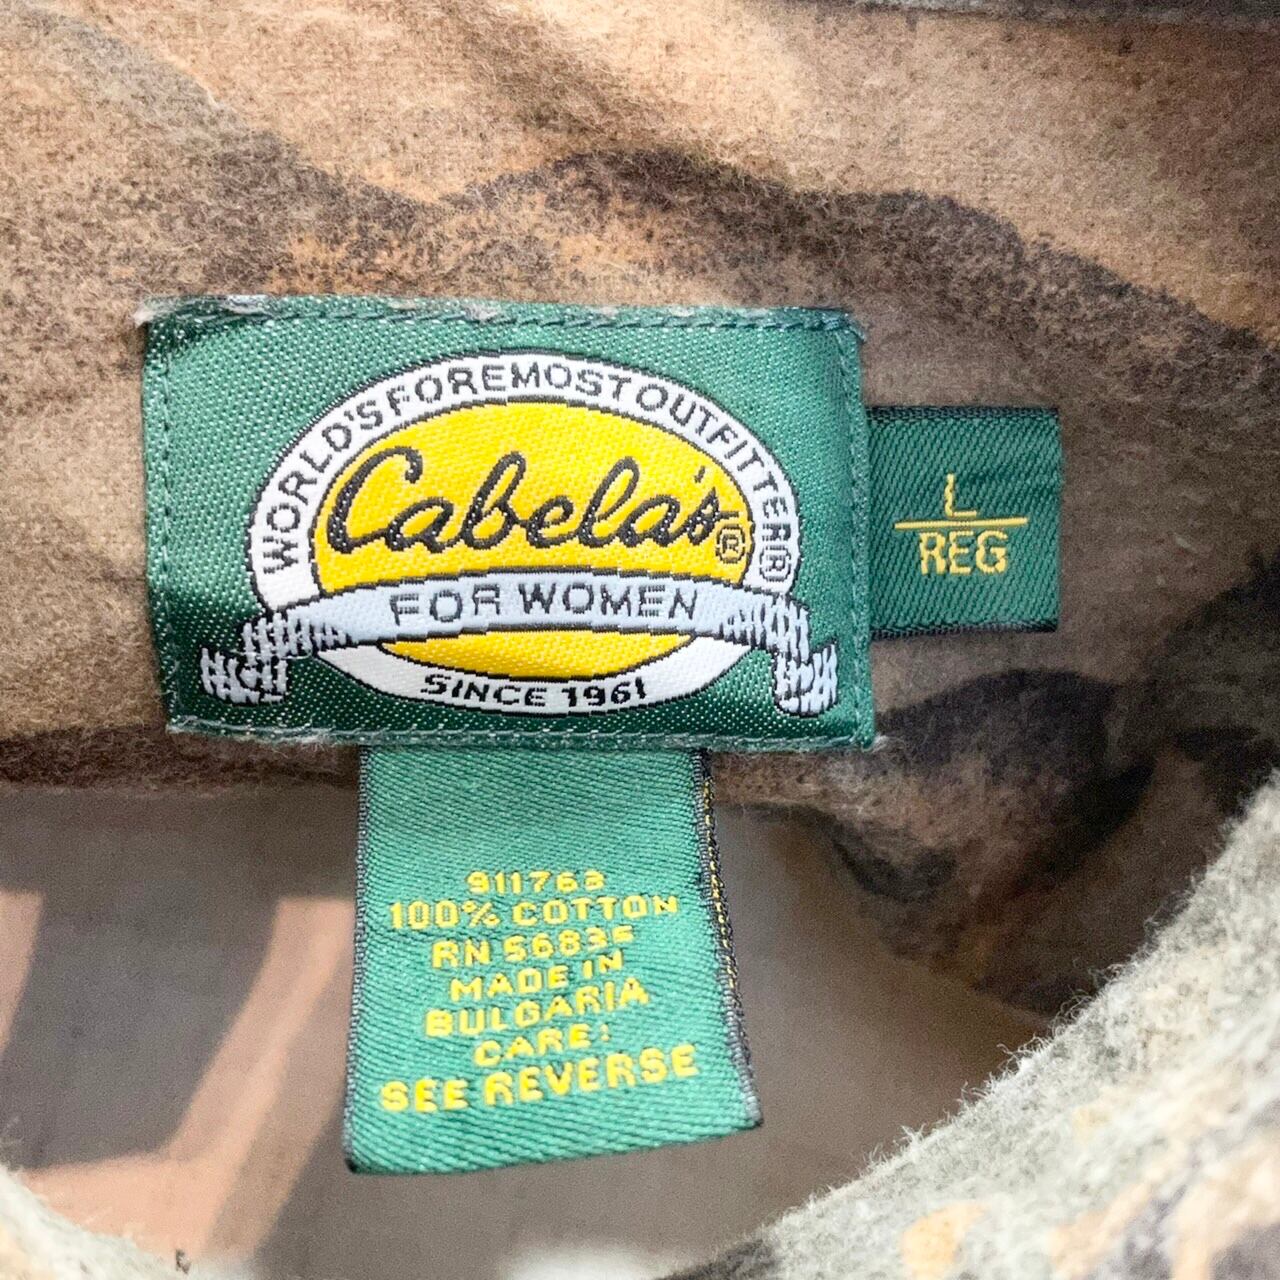 WORLD'S FOREMOST OUTFITTER®
Cabela's®
FOR WOMEN
SINCE 1961
L
REG
911763
100% COTTON
RN 56835
MADE IN
BULGARIA
CARE:
SEE REVERSE